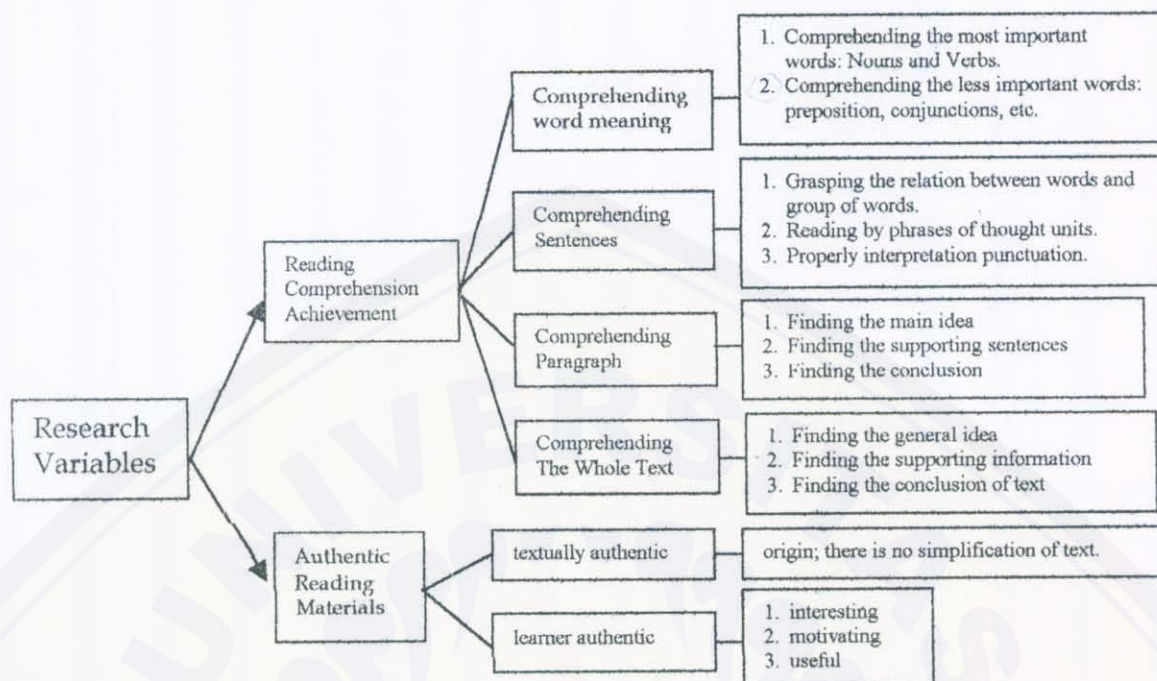 Research
Variables
Reading
Comprehension
Achievement
Comprehending
word meaning
1. Comprehending the most important
words: Nouns and Verbs.
2. Comprehending the less important words:
preposition, conjunctions, etc.
Comprehending
Sentences
1. Grasping the relation between words and
group of words.
2. Reading by phrases of thought units.
3. Properly interpretation punctuation.
Comprehending
Paragraph
1. Finding the main idea
2. Finding the supporting sentences
3. Finding the conclusion
Comprehending
The Whole Text
1. Finding the general idea
2. Finding the supporting information
3. Finding the conclusion of text
Authentic
Reading
Materials
textually authentic
origin; there is no simplification of text.
learner authentic
1. interesting
2. motivating
3. useful
UNIVERSITAS